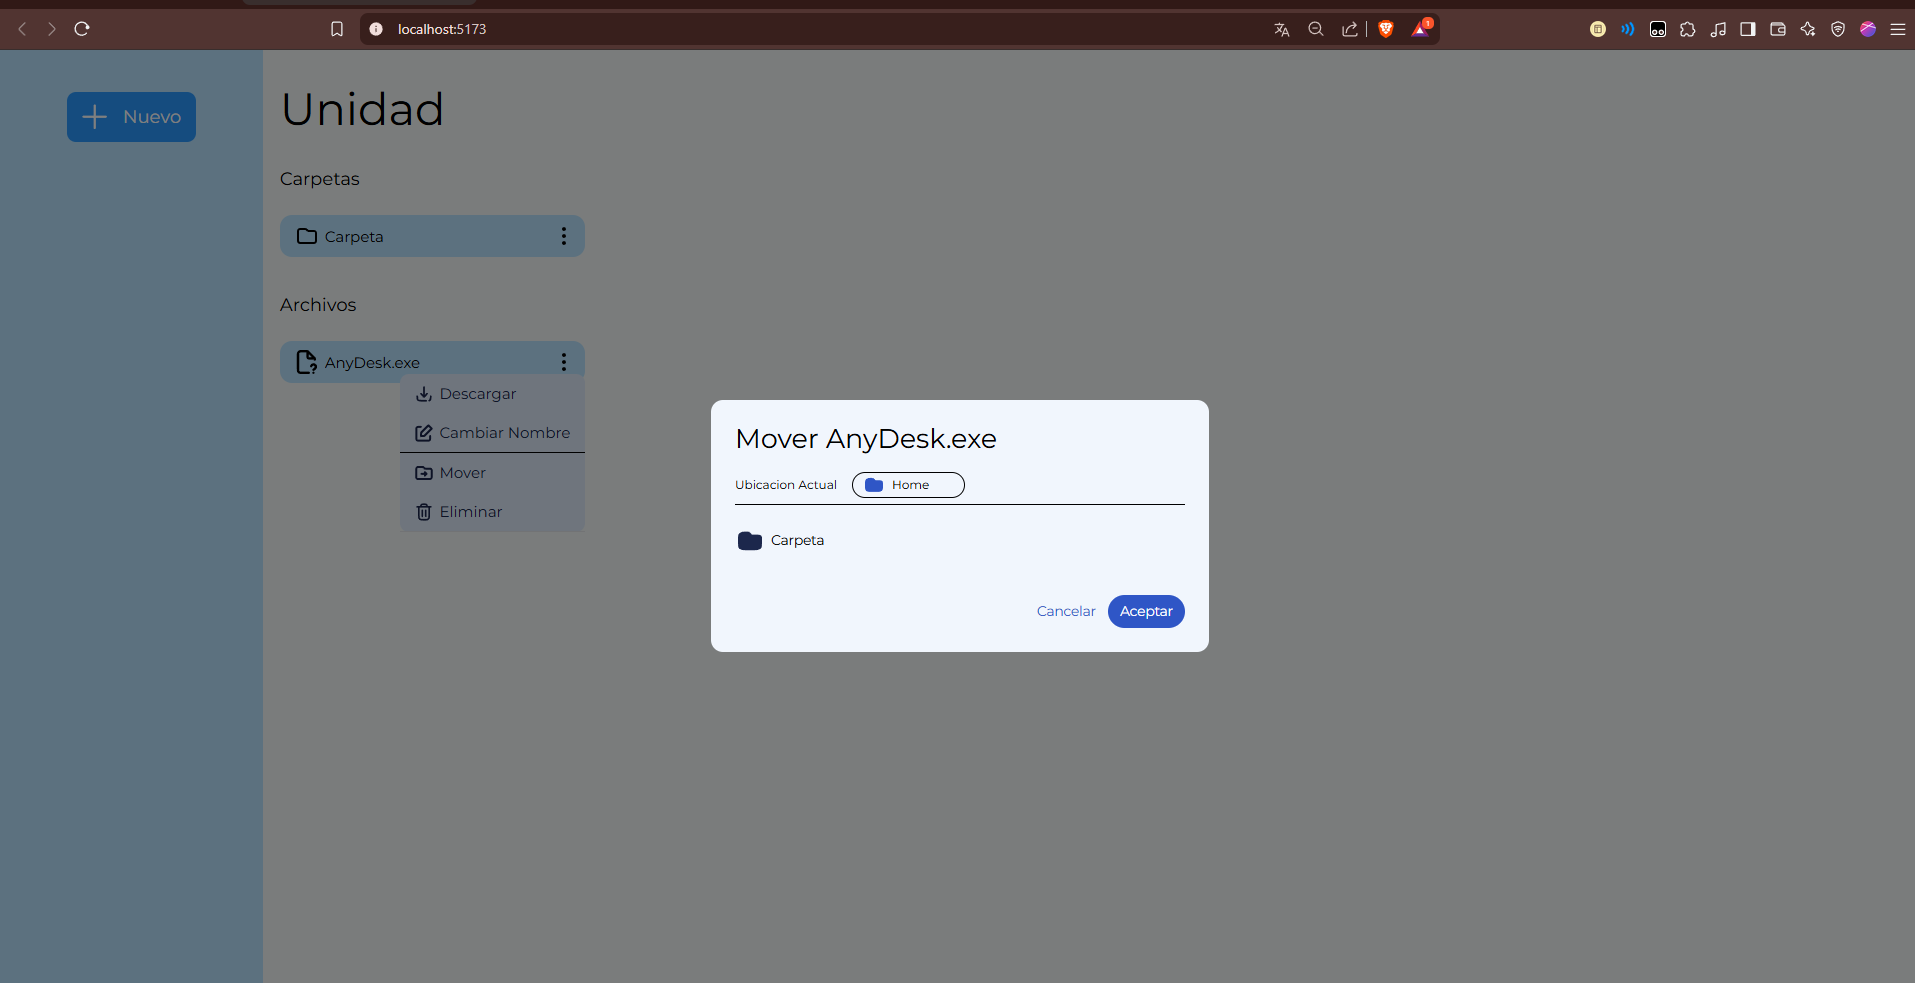 localhost:5173
1
Nuevo
Unidad
Carpetas
Carpeta
Archivos
AnyDesk.exe
Descargar
Cambiar Nombre
Mover
Eliminar
Mover AnyDesk.exe
Ubicacion Actual Home
Carpeta
Cancelar Aceptar